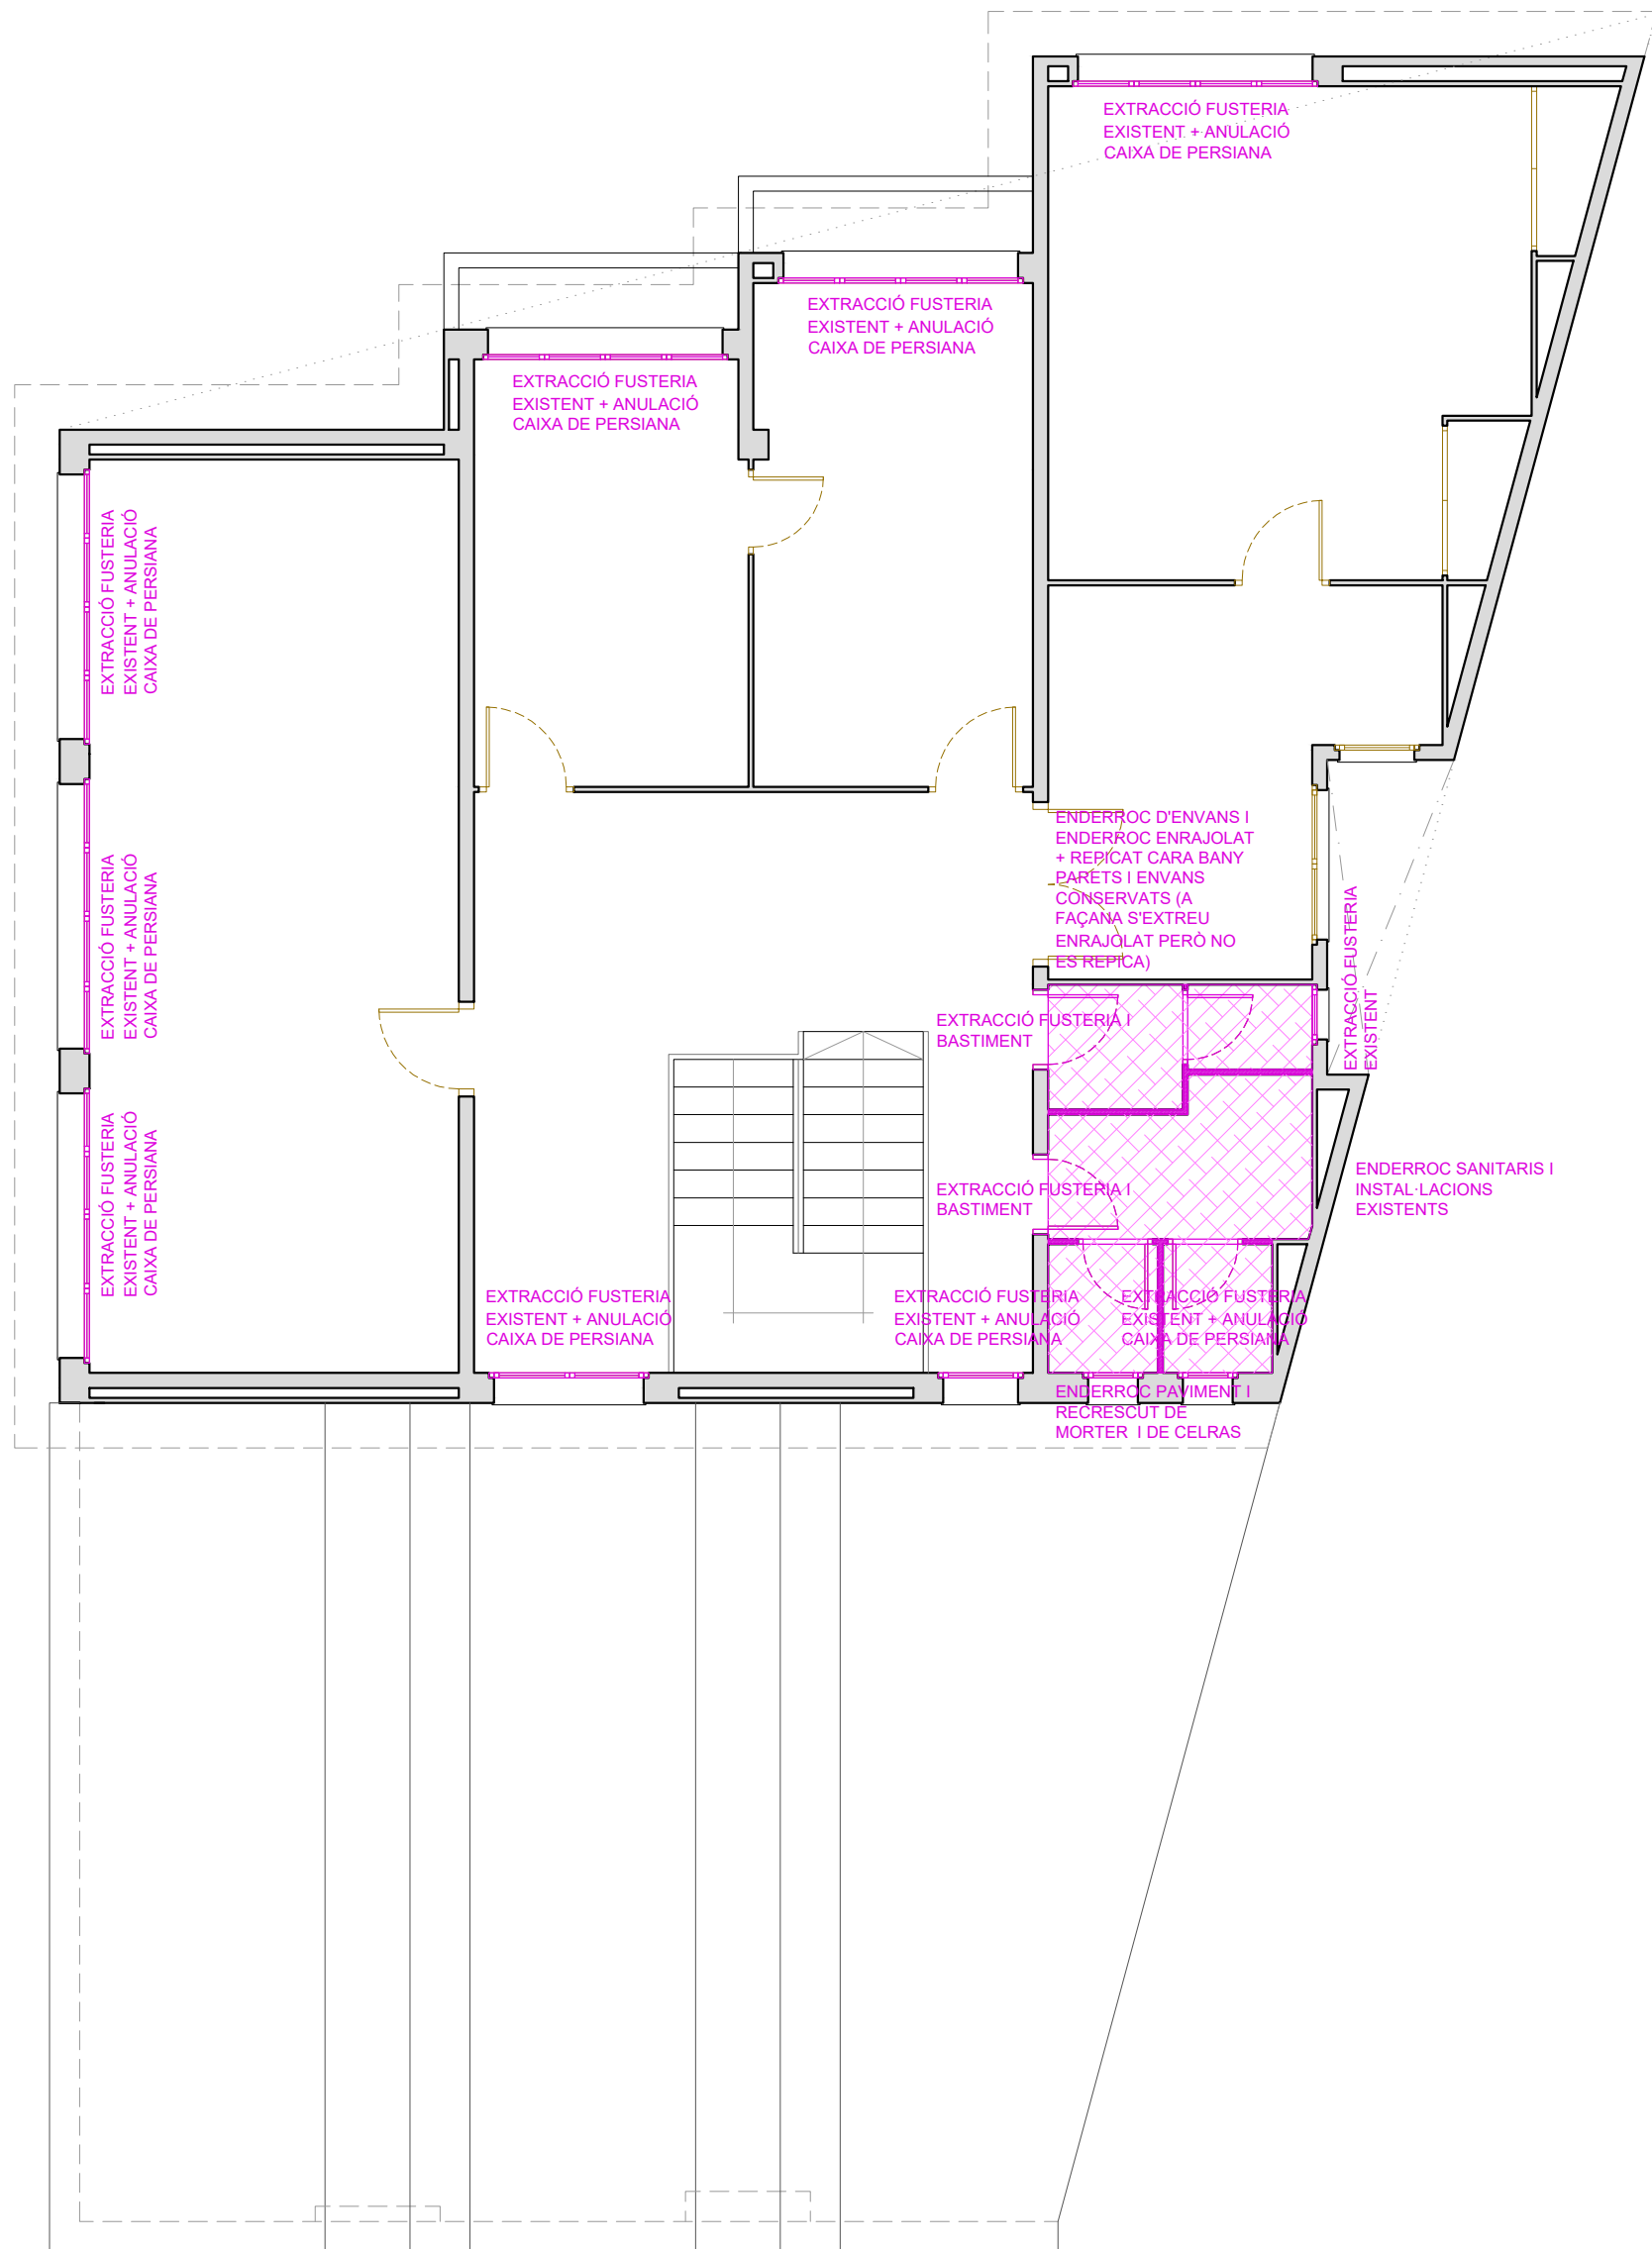 EXTRACCIÓ FUSTERIA
EXISTENT + ANULACIÓ
CAIXA DE PERSIANA
EXTRACCIÓ FUSTERIA
EXISTENT + ANULACIÓ
CAIXA DE PERSIANA
EXTRACCIÓ FUSTERIA
EXISTENT + ANULACIÓ
CAIXA DE PERSIANA
EXTRACCIÓ FUSTERIA
EXISTENT + ANULACIÓ
CAIXA DE PERSIANA
EXTRACCIÓ FUSTERIA
EXISTENT + ANULACIÓ
CAIXA DE PERSIANA
EXTRACCIÓ FUSTERIA
EXISTENT + ANULACIÓ
CAIXA DE PERSIANA
ENDERROC D'ENVANS I
ENDERROC ENRAJOLAT
+ REPICAT CARA BANY
PARETS I ENVANS
CONSERVATS (A
FAÇANA S'EXTREU
ENRAJOLAT PERÒ NO
ES REPICA)
EXTRACCIÓ FUSTERIA
EXISTENT
EXTRACCIÓ FUSTERIA I
BASTIMENT
EXTRACCIÓ FUSTERIA I
BASTIMENT
ENDERROC SANITARIS I
INSTAL·LACIONS
EXISTENTS
EXTRACCIÓ FUSTERIA
EXISTENT + ANULACIÓ
CAIXA DE PERSIANA
EXTRACCIÓ FUSTERIA
EXISTENT + ANULACIÓ
CAIXA DE PERSIANA
EXTRACCIÓ FUSTERIA
EXISTENT + ANULACIÓ
CAIXA DE PERSIANA
ENDERROC PAVIMENT I
RECRESCUT DE
MORTER I DE CELRAS